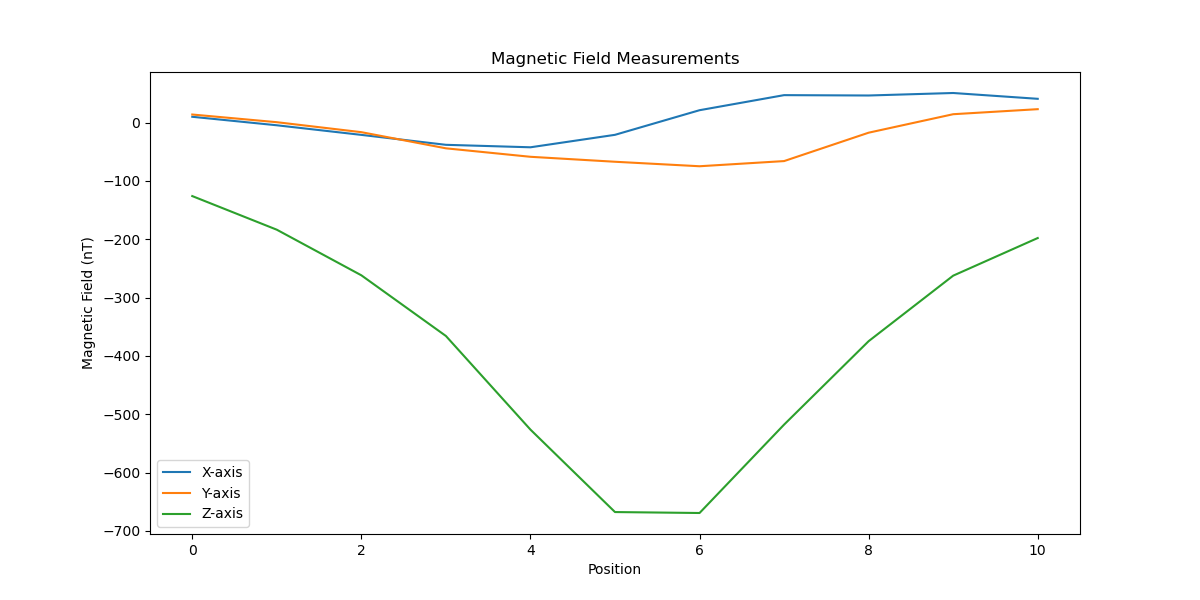 Magnetic Field Measurements
Magnetic Field (nT)
0
−100
−200
−300
−400
−500
−600
−700
X-axis
Y-axis
Z-axis
0 2 4 6 8 10
Position